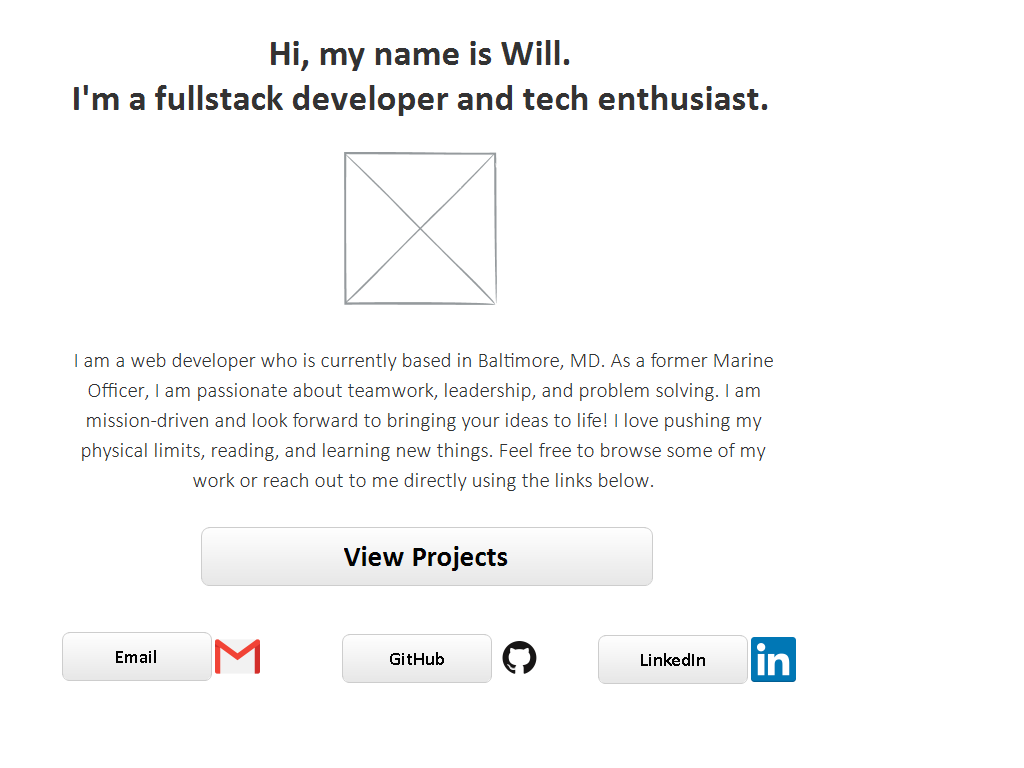 Hi, my name is Will.
I'm a fullstack developer and tech enthusiast.
I am a web developer who is currently based in Baltimore, MD. As a former Marine
Officer, I am passionate about teamwork, leadership, and problem solving. I am
mission-driven and look forward to bringing your ideas to life! I love pushing my
physical limits, reading, and learning new things. Feel free to browse some of my
work or reach out to me directly using the links below.
View Projects
Email
GitHub
LinkedIn
in